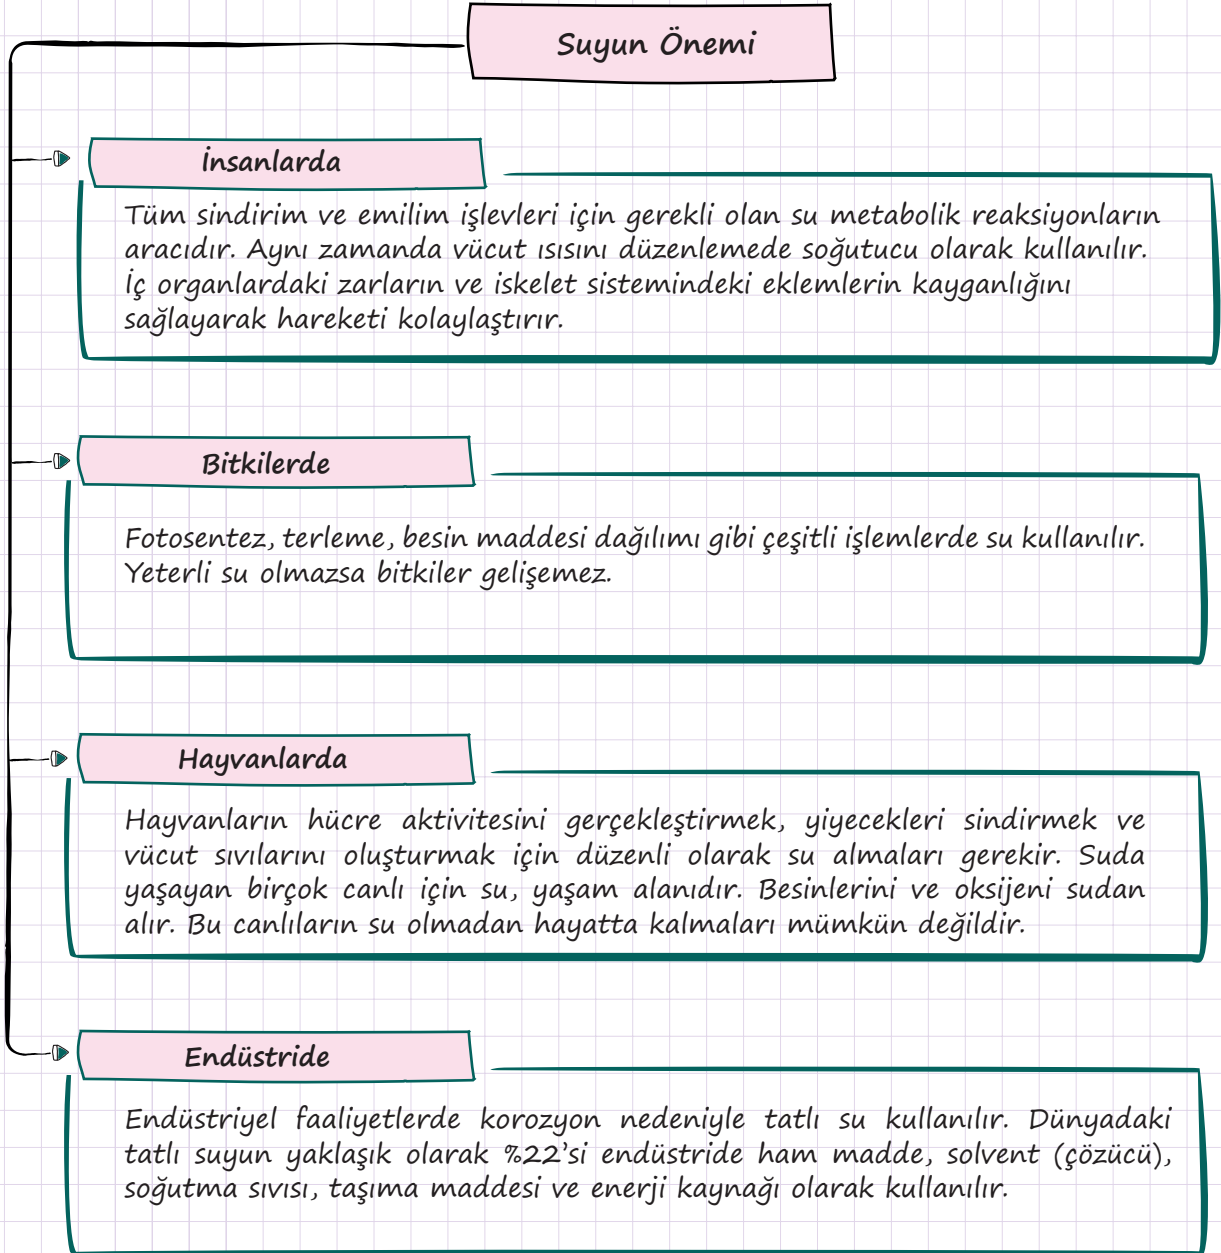 Suyun Önemi
İnsanlarda
Tüm sindirim ve emilim işlevleri için gerekli olan su metabolik reaksiyonların
aracıdır. Aynı zamanda vücut ısısını düzenlemede soğutucu olarak kullanılır.
İç organlardaki zarların ve iskelet sistemindeki eklemlerin kayganlığını
sağlayarak hareketi kolaylaştırır.
Bitkilerde
Fotosentez, terleme, besin maddesi dağılımı gibi çeşitli işlemlerde su kullanılır.
Yeterli su olmazsa bitkiler gelişemez.
Hayvanlarda
Hayvanların hücre aktivitesini gerçekleştirmek, yiyecekleri sindirmek ve
vücut sıvılarını oluşturmak için düzenli olarak su almaları gerekir. Suda
yaşayan birçok canlı için su, yaşam alanıdır. Besinlerini ve oksijeni sudan
alır. Bu canlıların su olmadan hayatta kalmaları mümkün değildir.
Endüstride
Endüstriyel faaliyetlerde korozyon nedeniyle tatlı su kullanılır. Dünyadaki
tatlı suyun yaklaşık olarak %22’si endüstride ham madde, solvent (çözücü),
soğutma sıvısı, taşıma maddesi ve enerji kaynağı olarak kullanılır.